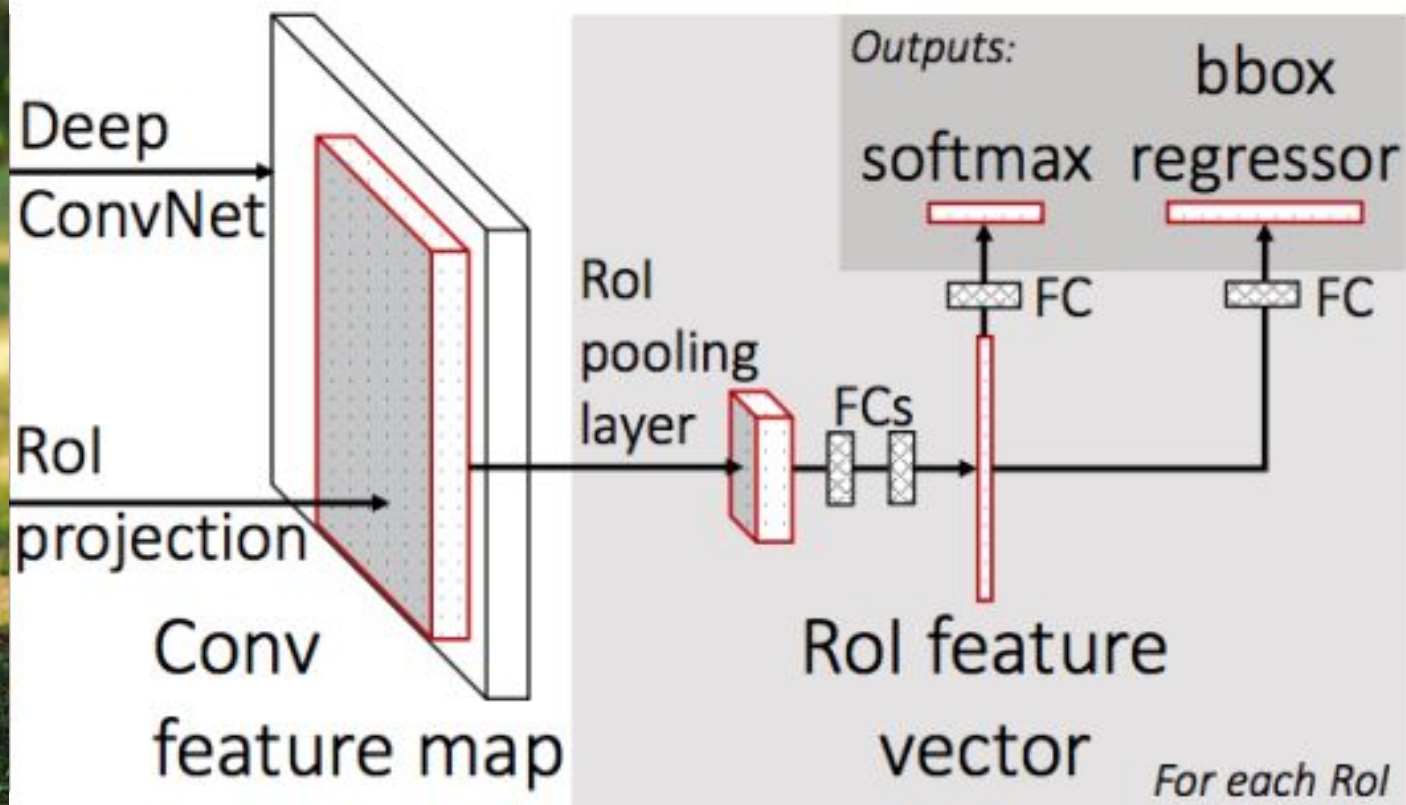 Deep
ConvNet
RoI
projection
Conv
feature map
RoI
pooling
layer
FCs
RoI feature
vector
For each RoI
Outputs:
softmax
bbox
regressor
FC
FC